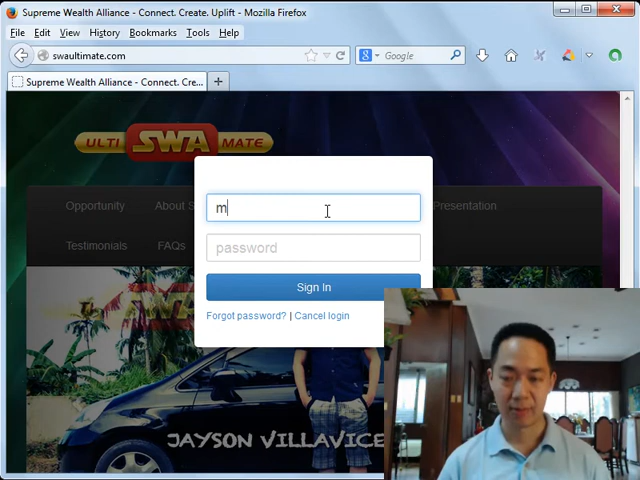 Supreme Wealth Alliance - Connect. Create. Uplift - Mozilla Firefox
File Edit View History Bookmarks Tools Help
swaultimate.com
Google
Supreme Wealth Alliance - Connect. Cre...
ULTI SWA MATE
Opportunity About S Presentation
Testimonials FAQs
m
password
Sign In
Forgot password? | Cancel login
JAYSON VILLAVICE